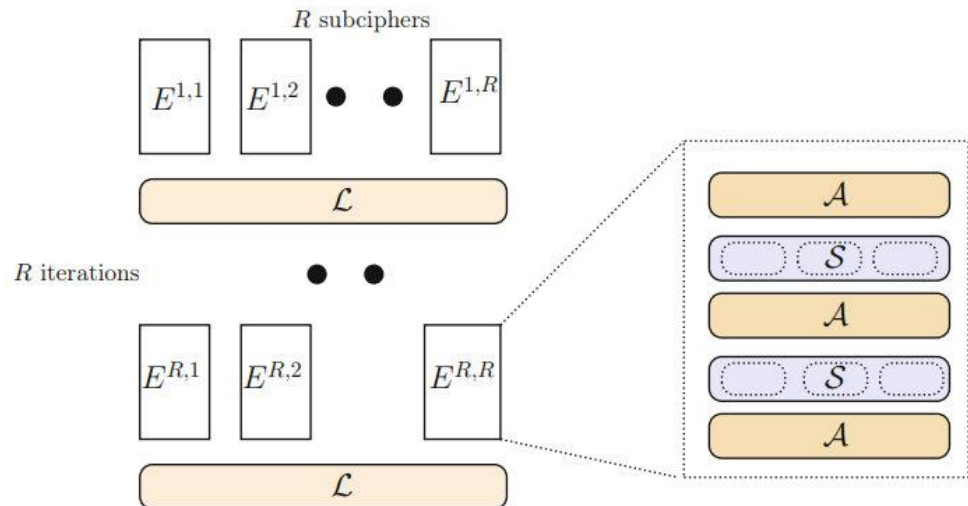 R subciphers
E^{1,1} E^{1,2} E^{1,R}
ℒ
R iterations
E^{R,1} E^{R,2} E^{R,R}
ℒ
𝒜
𝒮
𝒜
𝒮
𝒜